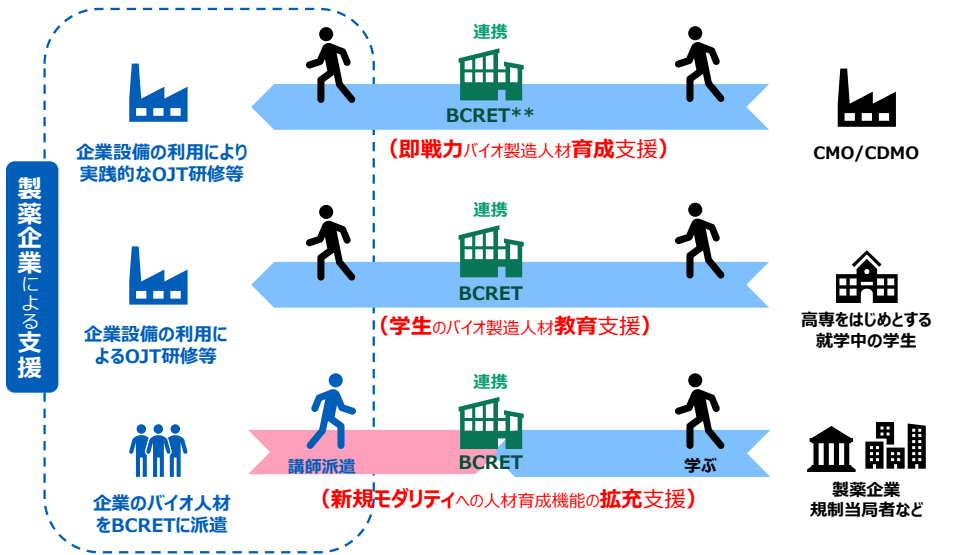 製薬企業による支援
連携
BCRET**
企業設備の利用により
実践的なOJT研修等
（即戦力バイオ製造人材育成支援）
CMO/CDMO
連携
BCRET
企業設備の利用に
よるOJT研修等
（学生のバイオ製造人材教育支援）
高専をはじめとする
就学中の学生
連携
BCRET
講師派遣
学ぶ
企業のバイオ人材
をBCRETに派遣
（新規モダリティへの人材育成機能の拡充支援）
製薬企業
規制当局者など